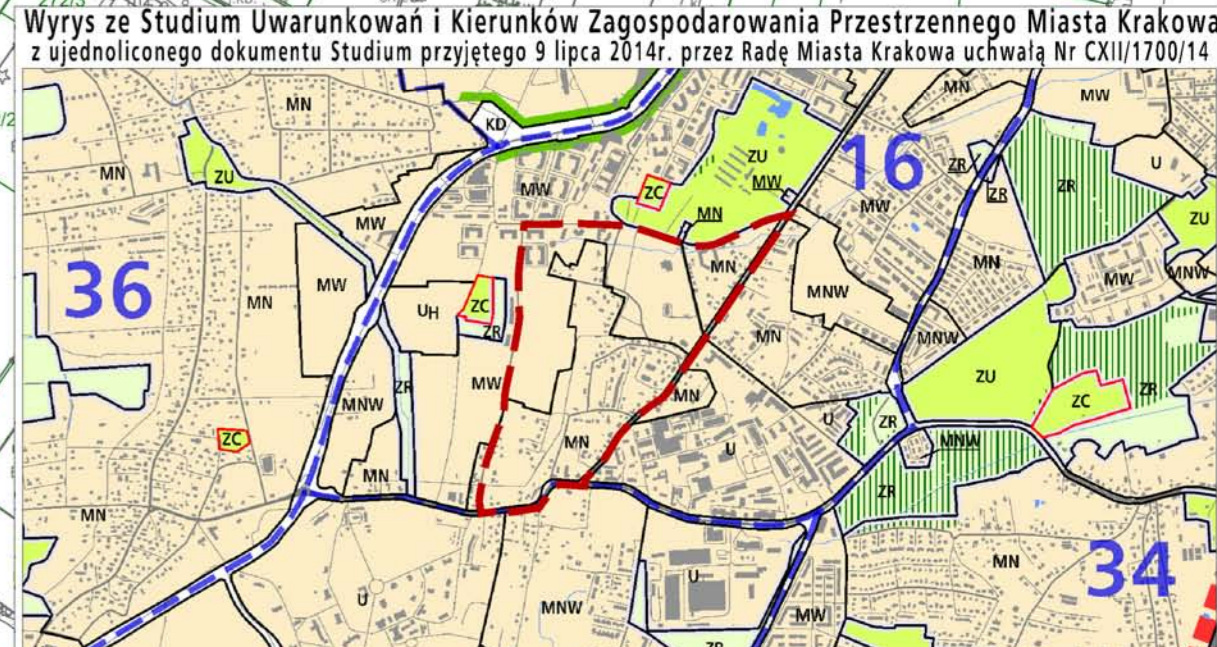 Wyrys ze Studium Uwarunkowań i Kierunków Zagospodarowania Przestrzennego Miasta Krakowa
z ujednoliconego dokumentu Studium przyjętego 9 lipca 2014r. przez Radę Miasta Krakowa uchwałą Nr CXII/1700/14
MN
MN
MW
KD
ZU
MN
ZU
MW
16
ZR
ZR
MW
U
ZR
MN
ZC
MW
MW
MN
MW
ZU
36
MN
MW
UH
ZC
ZR
MN
MNW
MN
MW
MNW
MN
MNW
ZR
MW
MNW
MN
ZU
ZR
ZC
ZC
MN
U
U
ZR
MNW
MN
MN
ZR
U
MNW
U
MW
MN
34
ZR